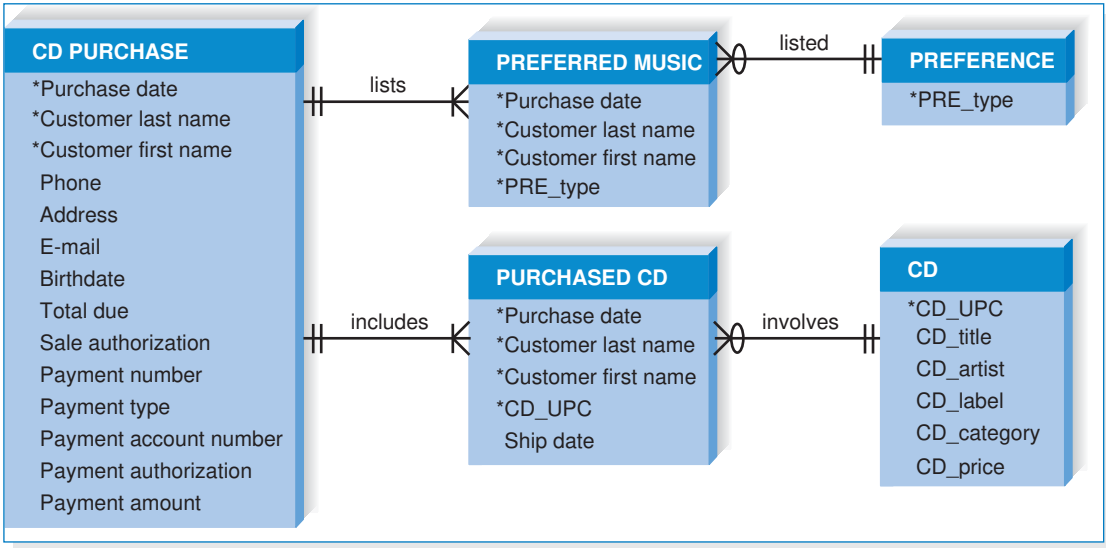 CD PURCHASE
*Purchase date
*Customer last name
*Customer first name
Phone
Address
E-mail
Birthdate
Total due
Sale authorization
Payment number
Payment type
Payment account number
Payment authorization
Payment amount
lists
PREFERRED MUSIC
*Purchase date
*Customer last name
*Customer first name
*PRE_type
listed
PREFERENCE
*PRE_type
includes
PURCHASED CD
*Purchase date
*Customer last name
*Customer first name
*CD_UPC
Ship date
involves
CD
*CD_UPC
CD_title
CD_artist
CD_label
CD_category
CD_price